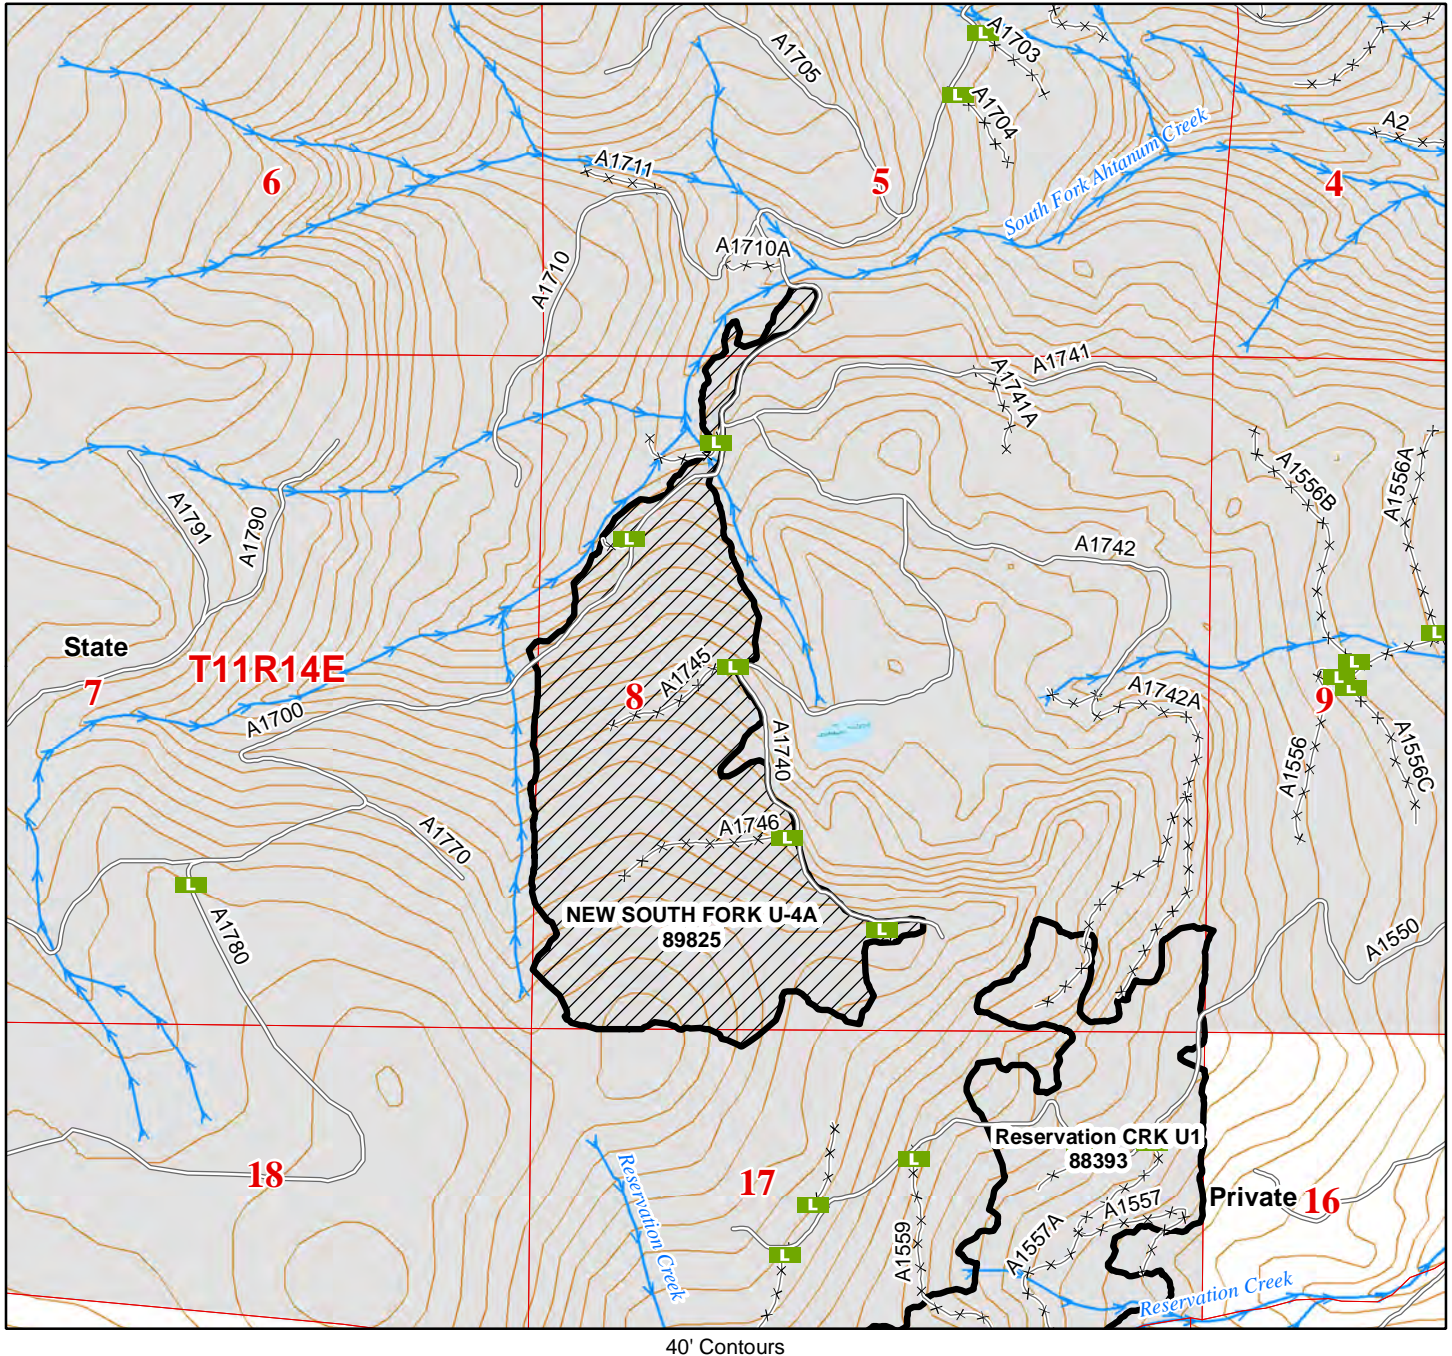 A1703
A1705
A1704
A2
South Fork Ahtanum Creek
A1711
6
5
4
A1710A
A1710
A1741
A1741A
L
L
L
A1791
A1790
L
A1742
A1556B
A1556A
State
T11R14E
7
A1700
8
A1745
L
A1740
A1742A
L
L
L
L
9
A1556
A1556C
A1770
A1746
L
L
A1780
NEW SOUTH FORK U-4A
89825
L
A1550
Reservation CRK U1
88393
L
18
17
Private 16
L
Reservation Creek
L
A1559
A1557A
A1557
Reservation Creek
40' Contours